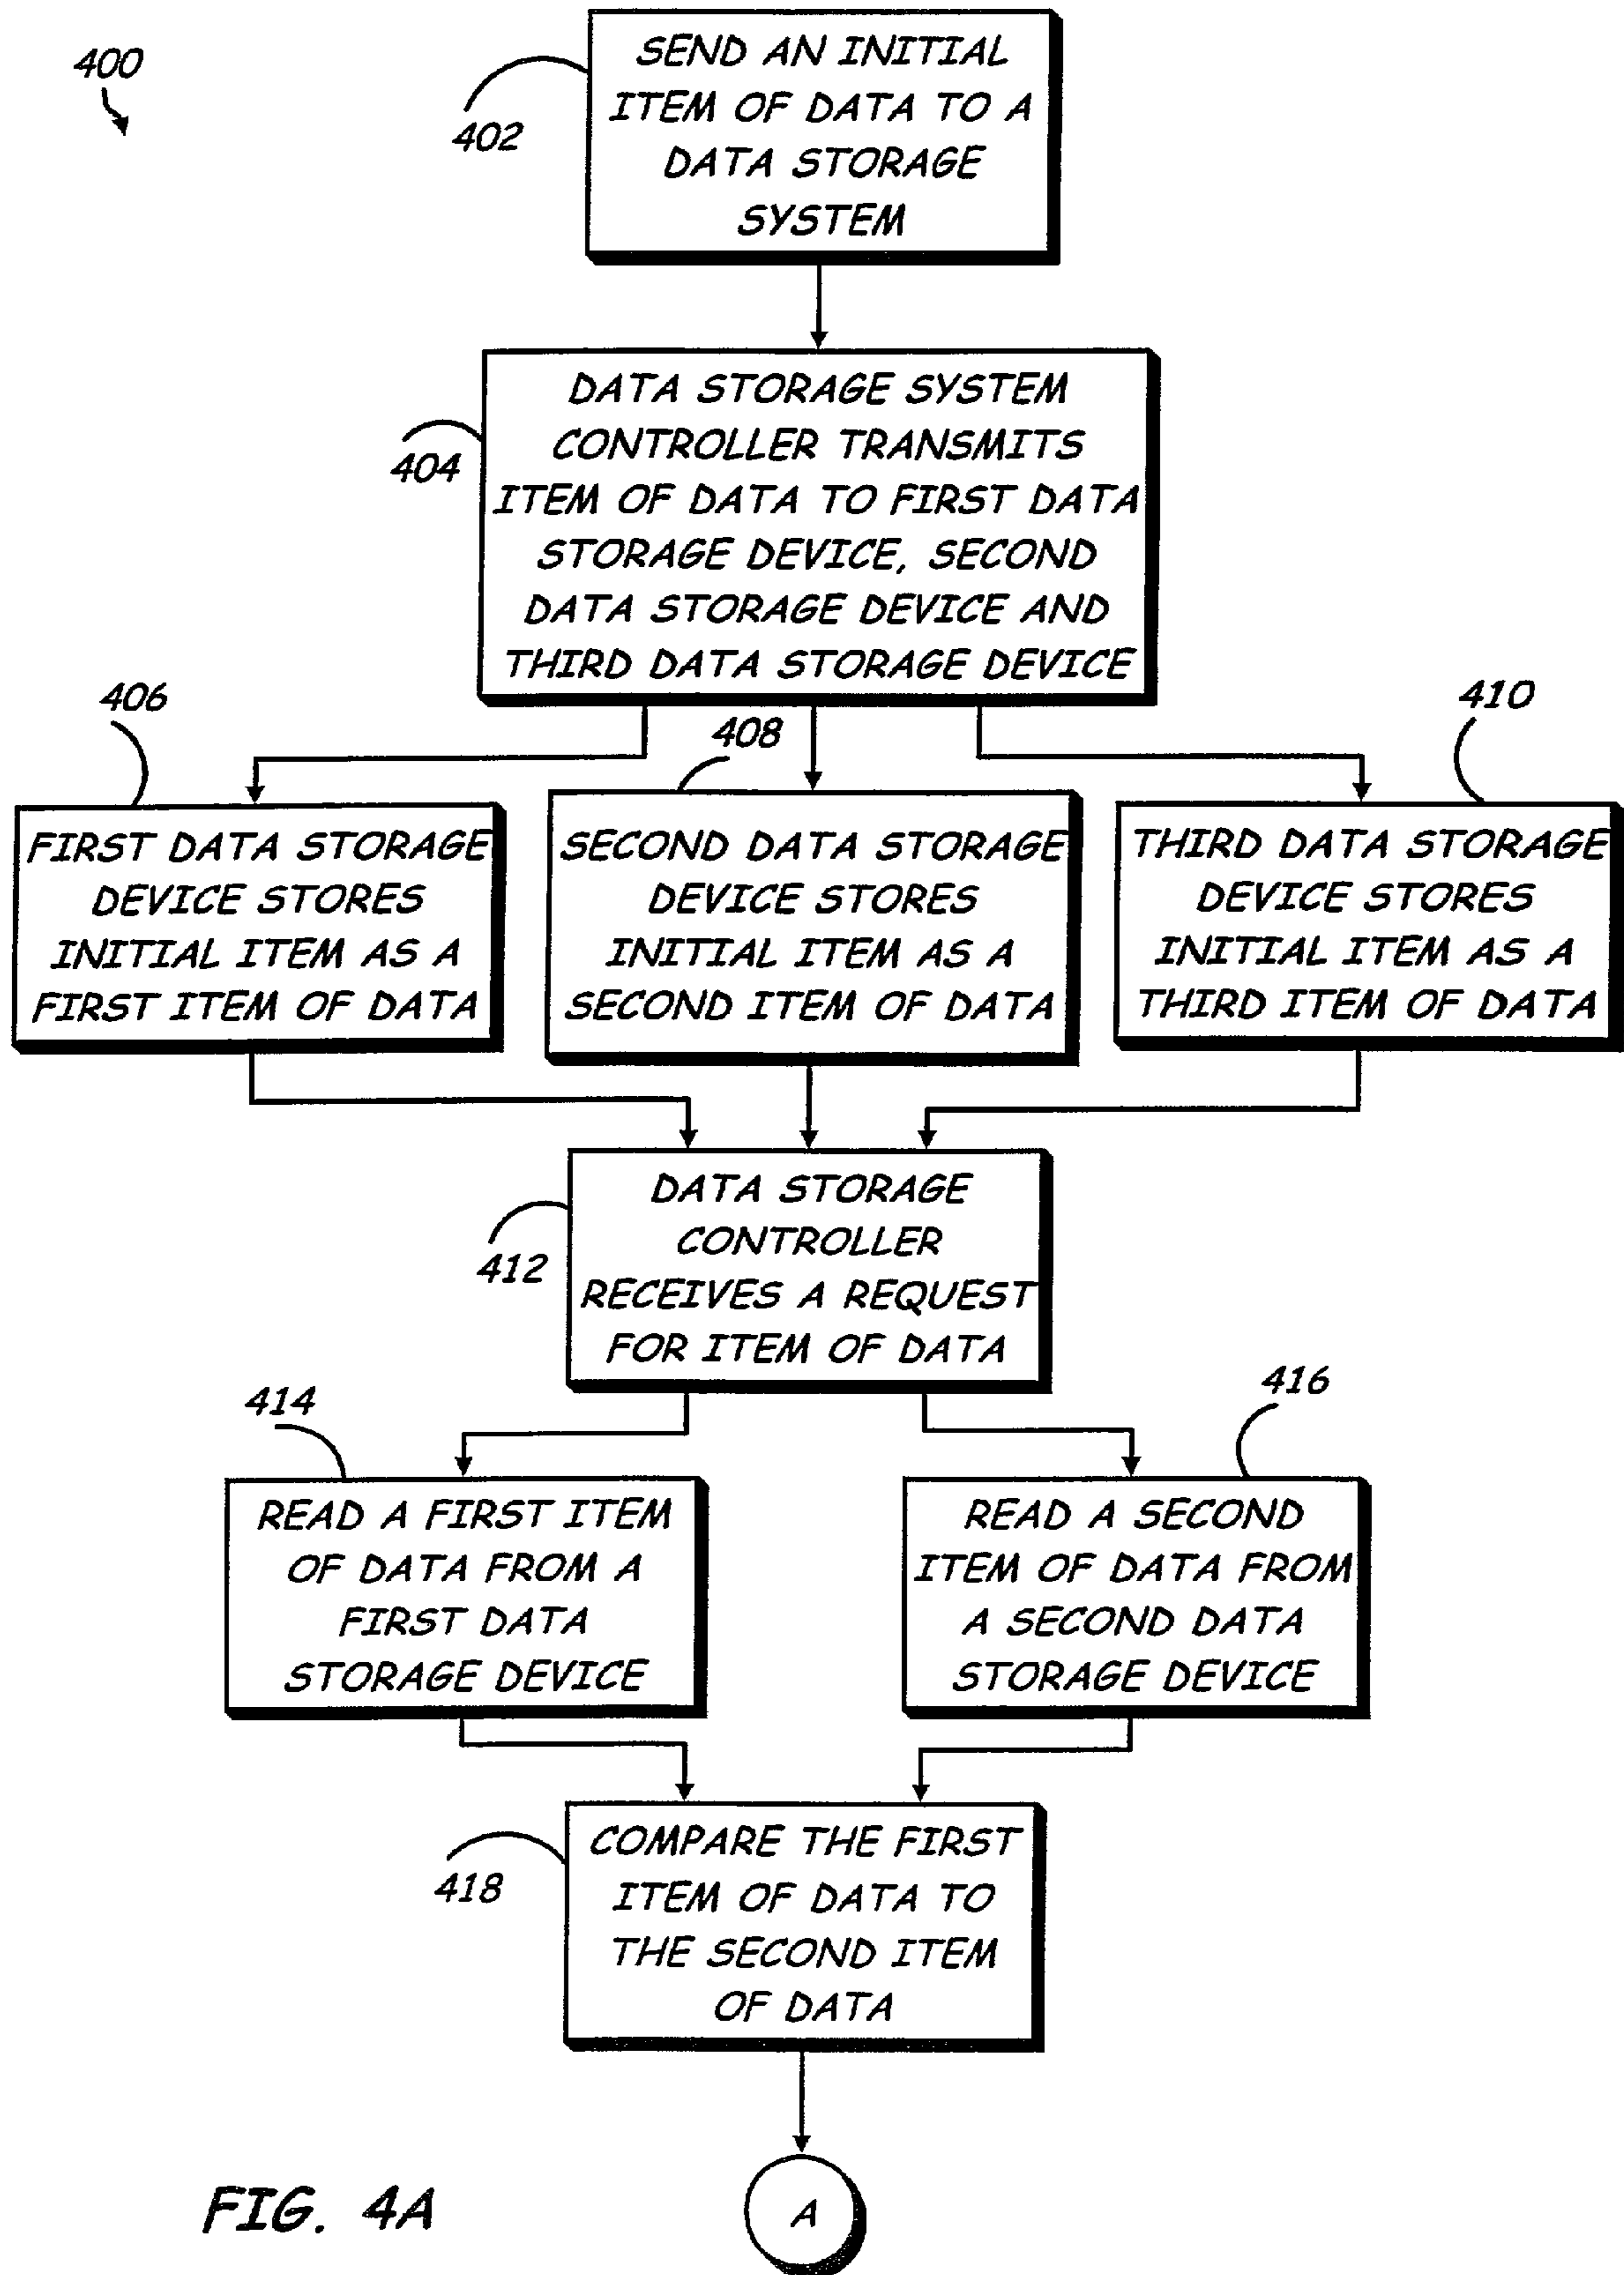 400
402
SEND AN INITIAL
ITEM OF DATA TO A
DATA STORAGE
SYSTEM
404
DATA STORAGE SYSTEM
CONTROLLER TRANSMITS
ITEM OF DATA TO FIRST DATA
STORAGE DEVICE, SECOND
DATA STORAGE DEVICE AND
THIRD DATA STORAGE DEVICE
406
408
410
FIRST DATA STORAGE
DEVICE STORES
INITIAL ITEM AS A
FIRST ITEM OF DATA
SECOND DATA STORAGE
DEVICE STORES
INITIAL ITEM AS A
SECOND ITEM OF DATA
THIRD DATA STORAGE
DEVICE STORES
INITIAL ITEM AS A
THIRD ITEM OF DATA
412
DATA STORAGE
CONTROLLER
RECEIVES A REQUEST
FOR ITEM OF DATA
414
416
READ A FIRST ITEM
OF DATA FROM A
FIRST DATA
STORAGE DEVICE
READ A SECOND
ITEM OF DATA FROM
A SECOND DATA
STORAGE DEVICE
418
COMPARE THE FIRST
ITEM OF DATA TO
THE SECOND ITEM
OF DATA
A
FIG. 4A